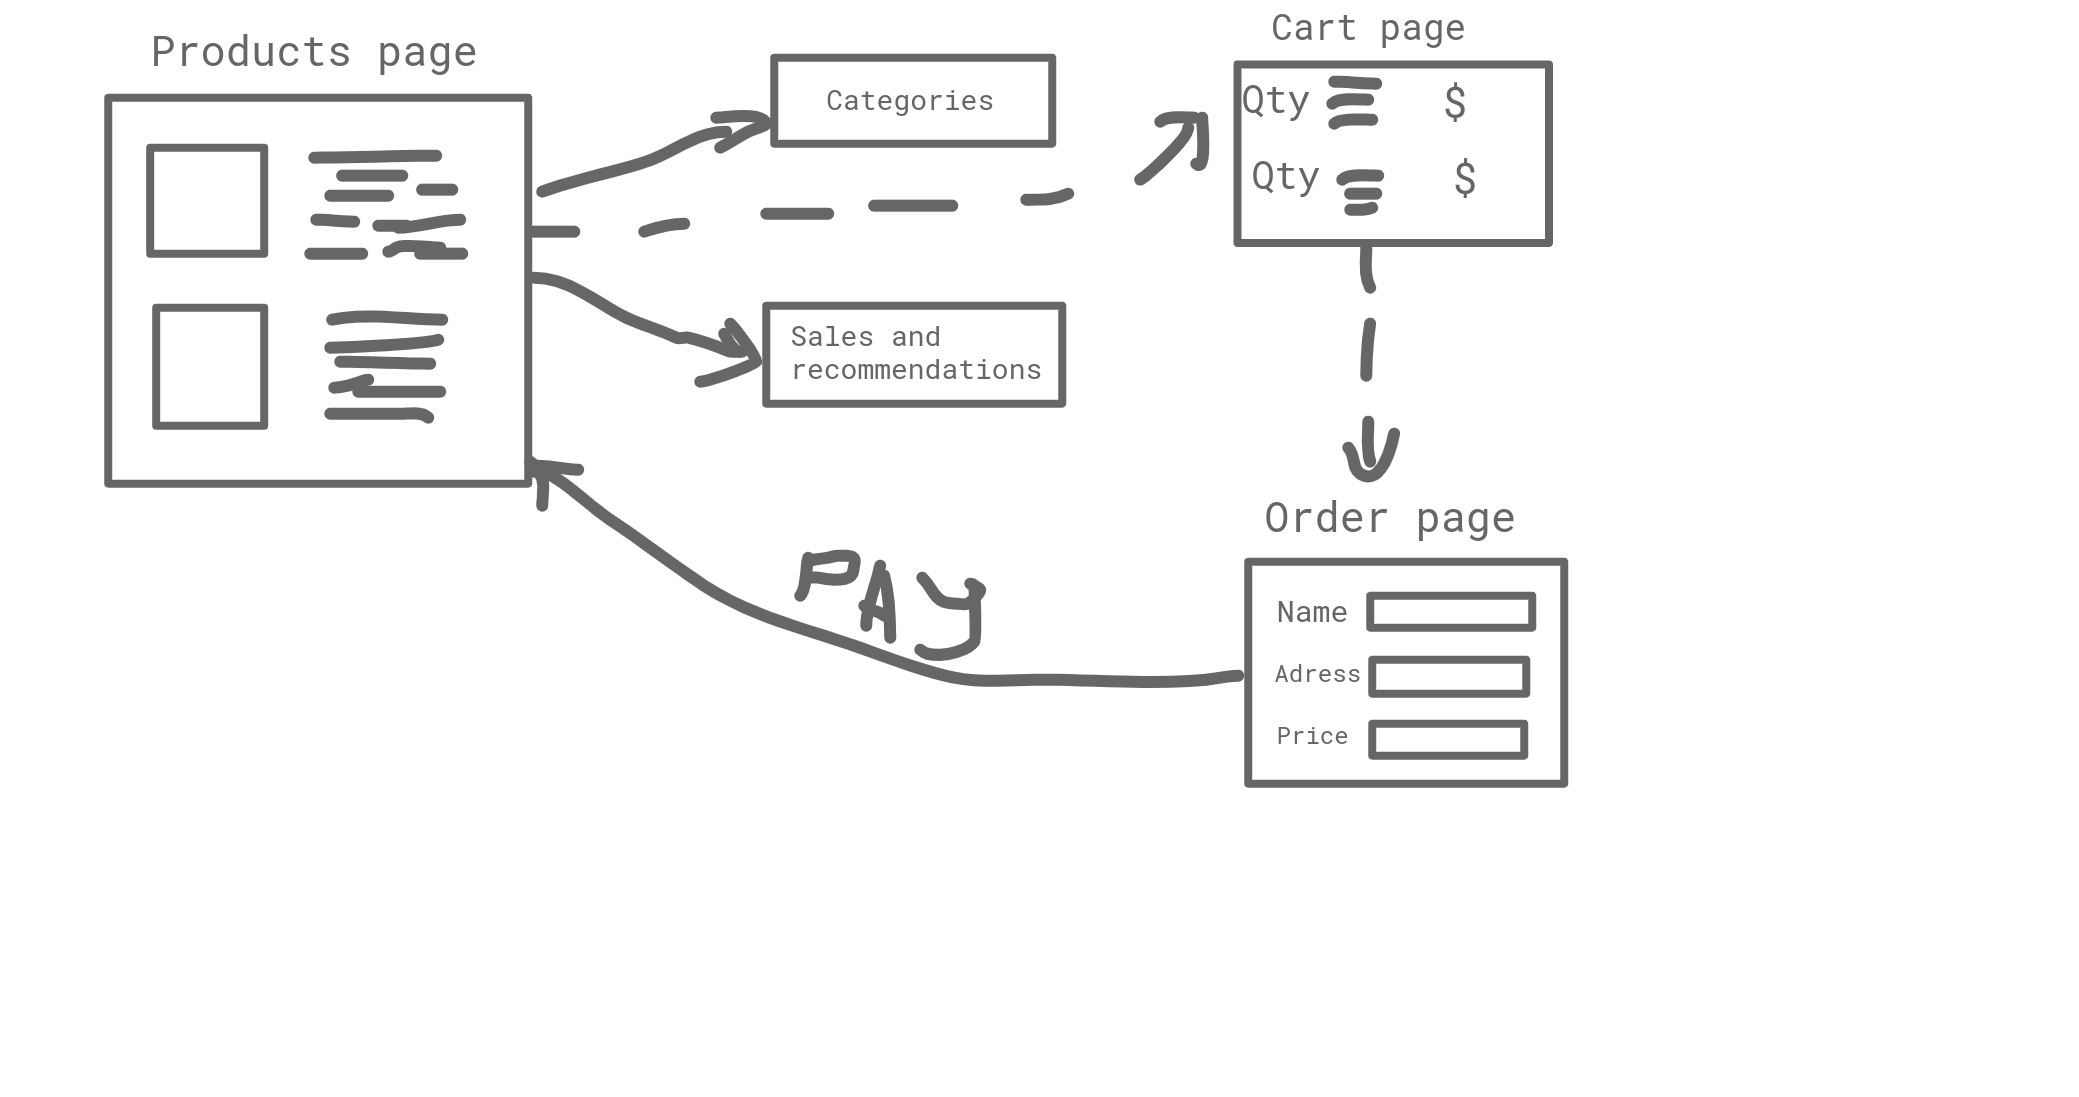 Products page
Categories
Sales and
recommendations
Cart page
Qty $
Qty $
PAY
Order page
Name
Adress
Price